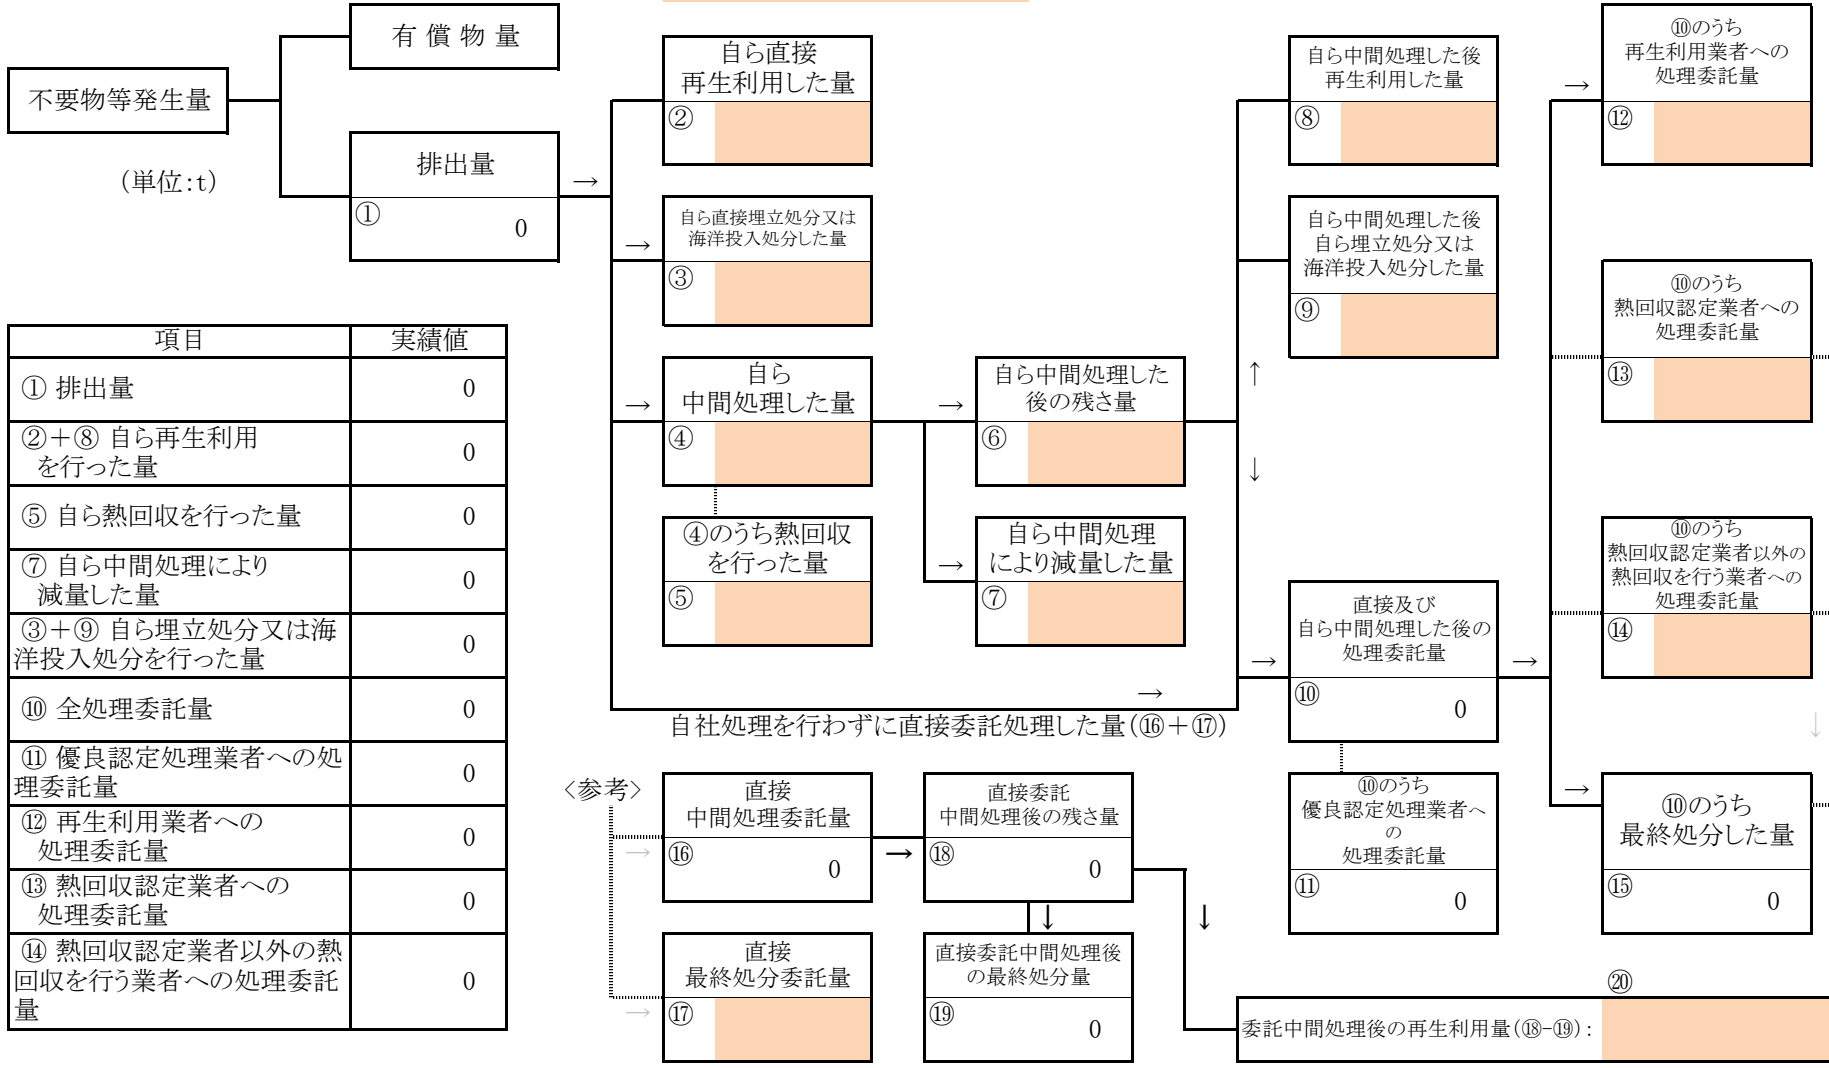 不要物等発生量
(単位:t)
有償物量
排出量
①
0
→
自ら直接
再生利用した量
②
→
自ら直接埋立処分又は
海洋投入処分した量
③
→
自ら
中間処理した量
④
④のうち熱回収
を行った量
⑤
→
自ら中間処理した
後の残さ量
⑥
→
自ら中間処理
により減量した量
⑦
→
自社処理を行わずに直接委託処理した量(⑯+⑰)
自ら中間処理した後
再生利用した量
⑧
自ら中間処理した後
自ら埋立処分又は
海洋投入処分した量
⑨
↑
↓
→
直接及び
自ら中間処理した後の
処理委託量
⑩
0
→
⑩のうち
優良認定処理業者へ
の
処理委託量
⑪
0
→
⑩のうち
再生利用業者への
処理委託量
⑫
⑩のうち
熱回収認定業者への
処理委託量
⑬
⑩のうち
熱回収認定業者以外の
熱回収を行う業者への
処理委託量
⑭
↓
→
⑩のうち
最終処分した量
⑮
0
項目
実績値
① 排出量
0
②+⑧ 自ら再生利用
を行った量
0
⑤ 自ら熱回収を行った量
0
⑦ 自ら中間処理により
減量した量
0
③+⑨ 自ら埋立処分又は海
洋投入処分を行った量
0
⑩ 全処理委託量
0
⑪ 優良認定処理業者への処
理委託量
0
⑫ 再生利用業者への
処理委託量
0
⑬ 熱回収認定業者への
処理委託量
0
⑭ 熱回収認定業者以外の熱
回収を行う業者への処理委託
量
0
<参考>
→
直接
中間処理委託量
⑯
0
→
直接委託
中間処理後の残さ量
⑱
0
→
直接
最終処分委託量
⑰
↓
直接委託中間処理後
の最終処分量
⑲
0
↓
⑳
委託中間処理後の再生利用量(⑱-⑲):